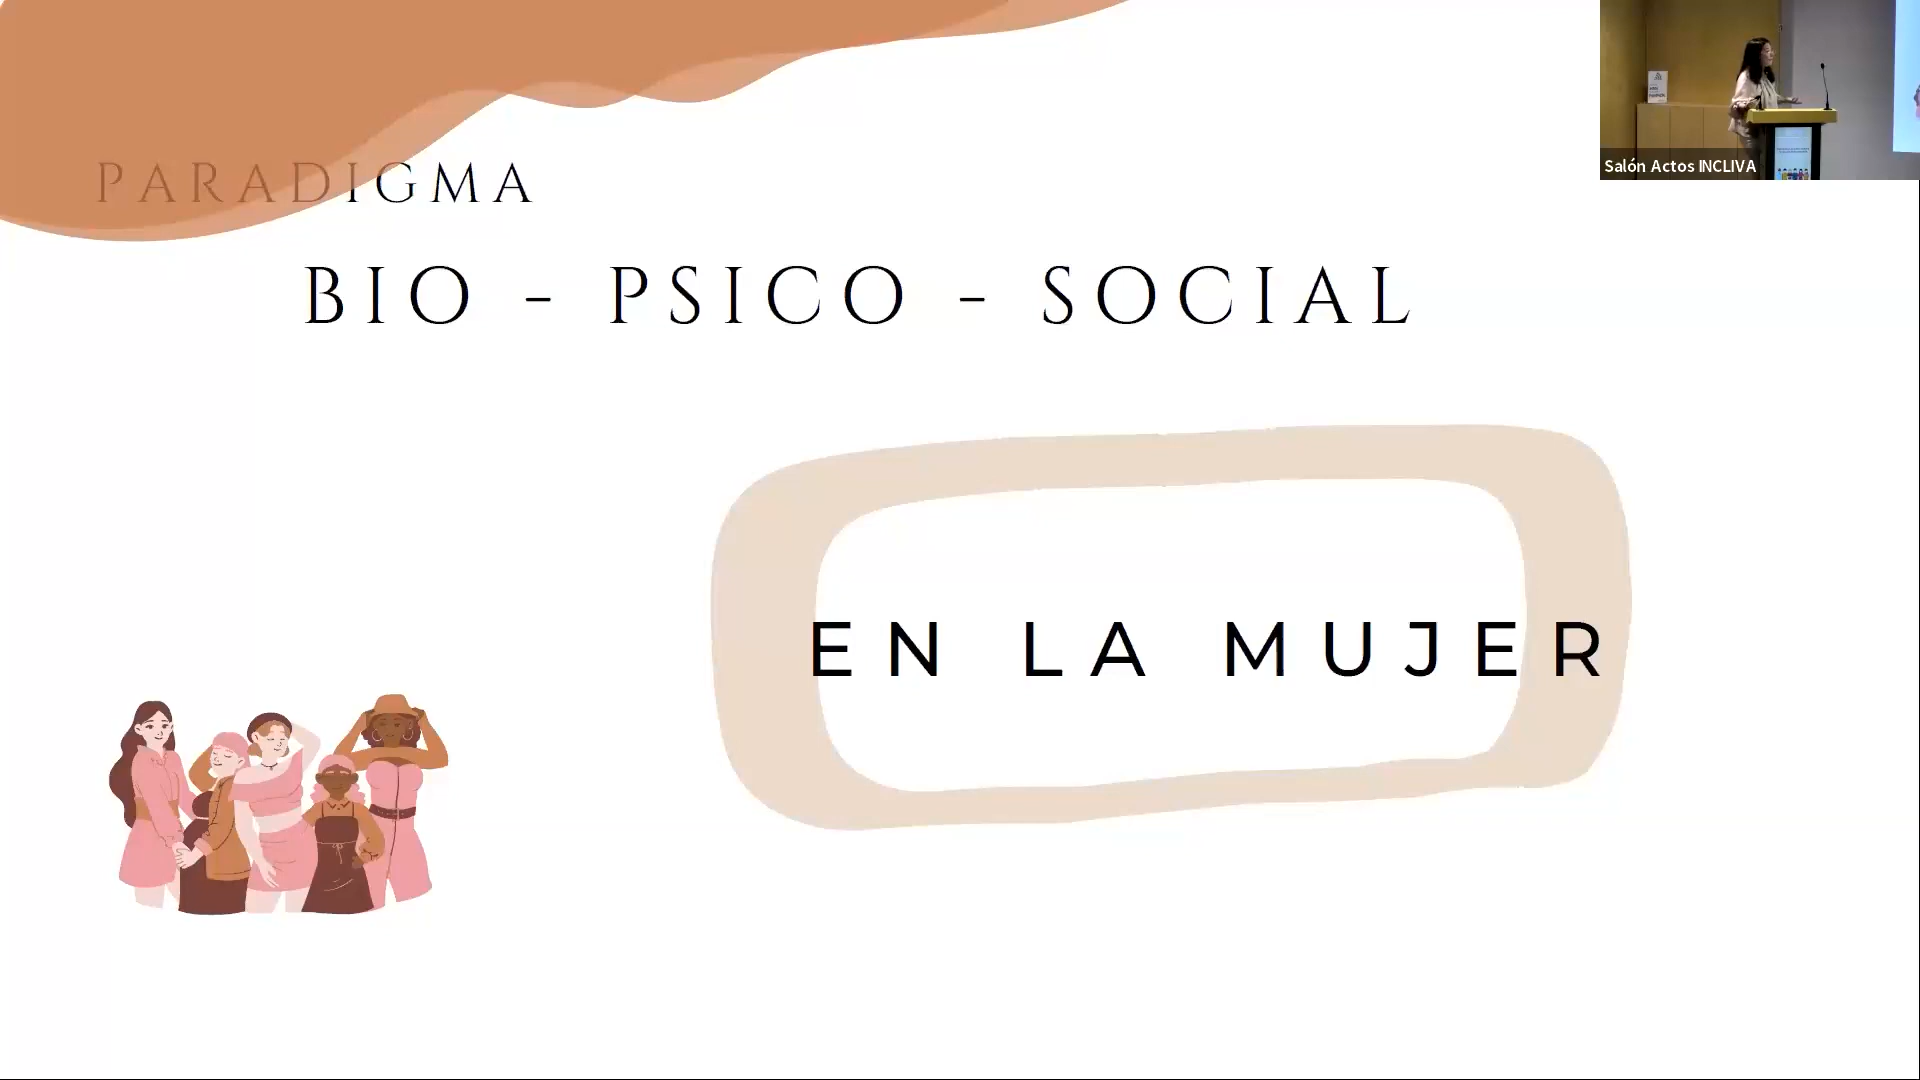 PARADIGMA
BIO - PSICO - SOCIAL
EN LA MUJER
Salón Actos INCLIVA